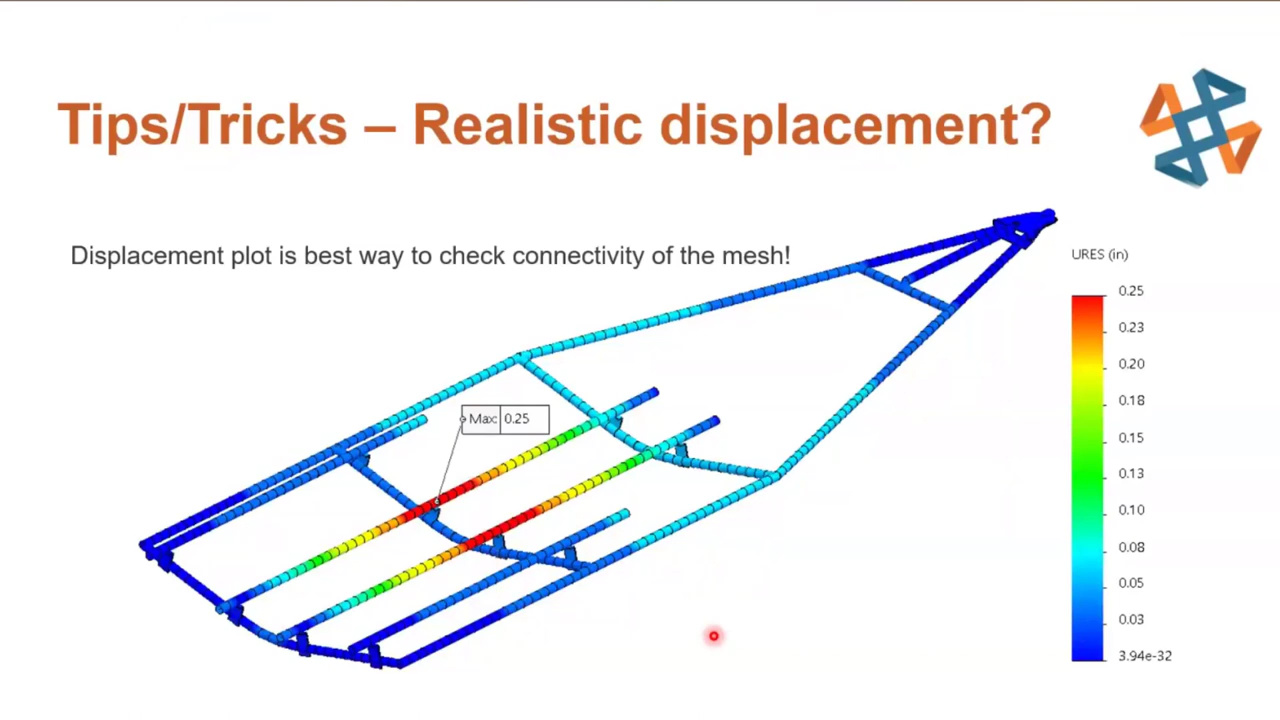 Tips/Tricks – Realistic displacement?
Displacement plot is best way to check connectivity of the mesh!
URES (in)
0.25
0.23
0.20
0.18
0.15
0.13
0.10
0.08
0.05
0.03
3.94e-32
Max: 0.25